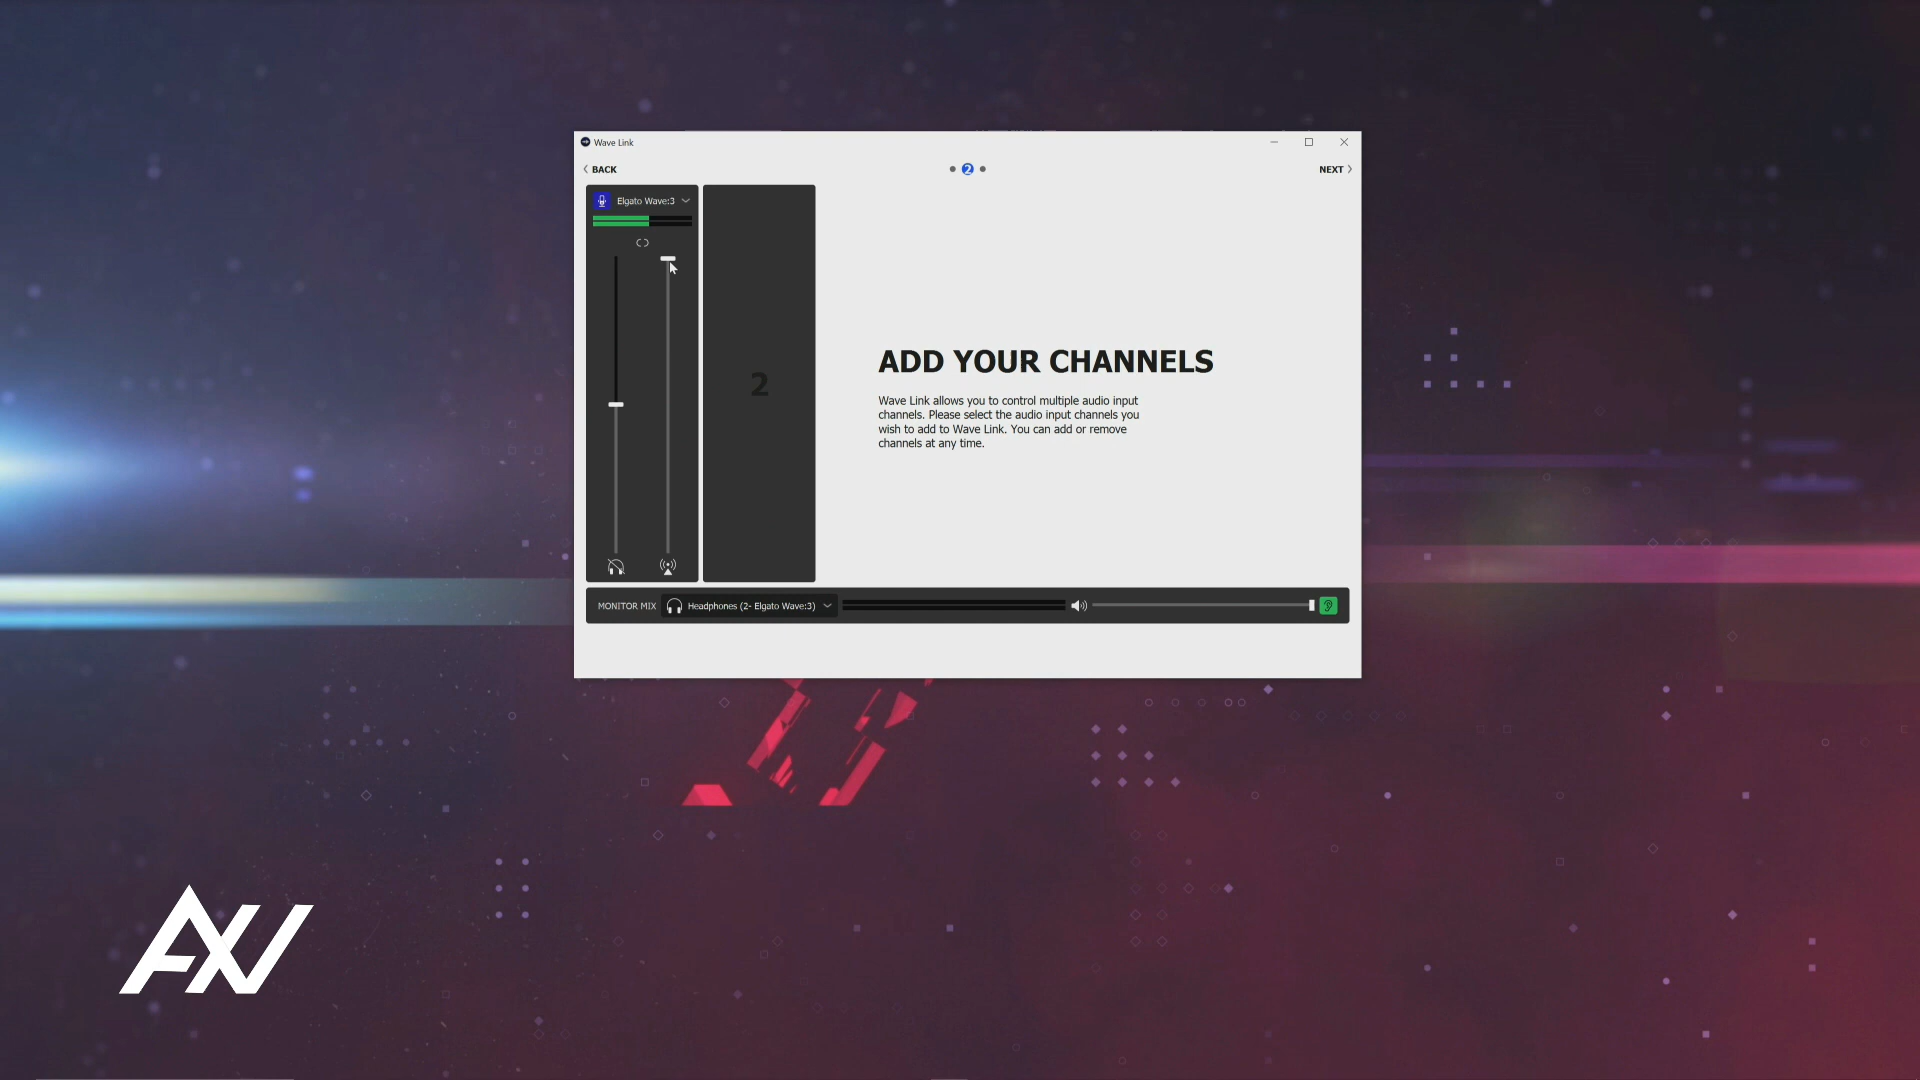 Wave Link
BACK
2
NEXT
Elgato Wave:3
2
ADD YOUR CHANNELS
Wave Link allows you to control multiple audio input
channels. Please select the audio input channels you
wish to add to Wave Link. You can add or remove
channels at any time.
MONITOR MIX
Headphones (2- Elgato Wave:3)